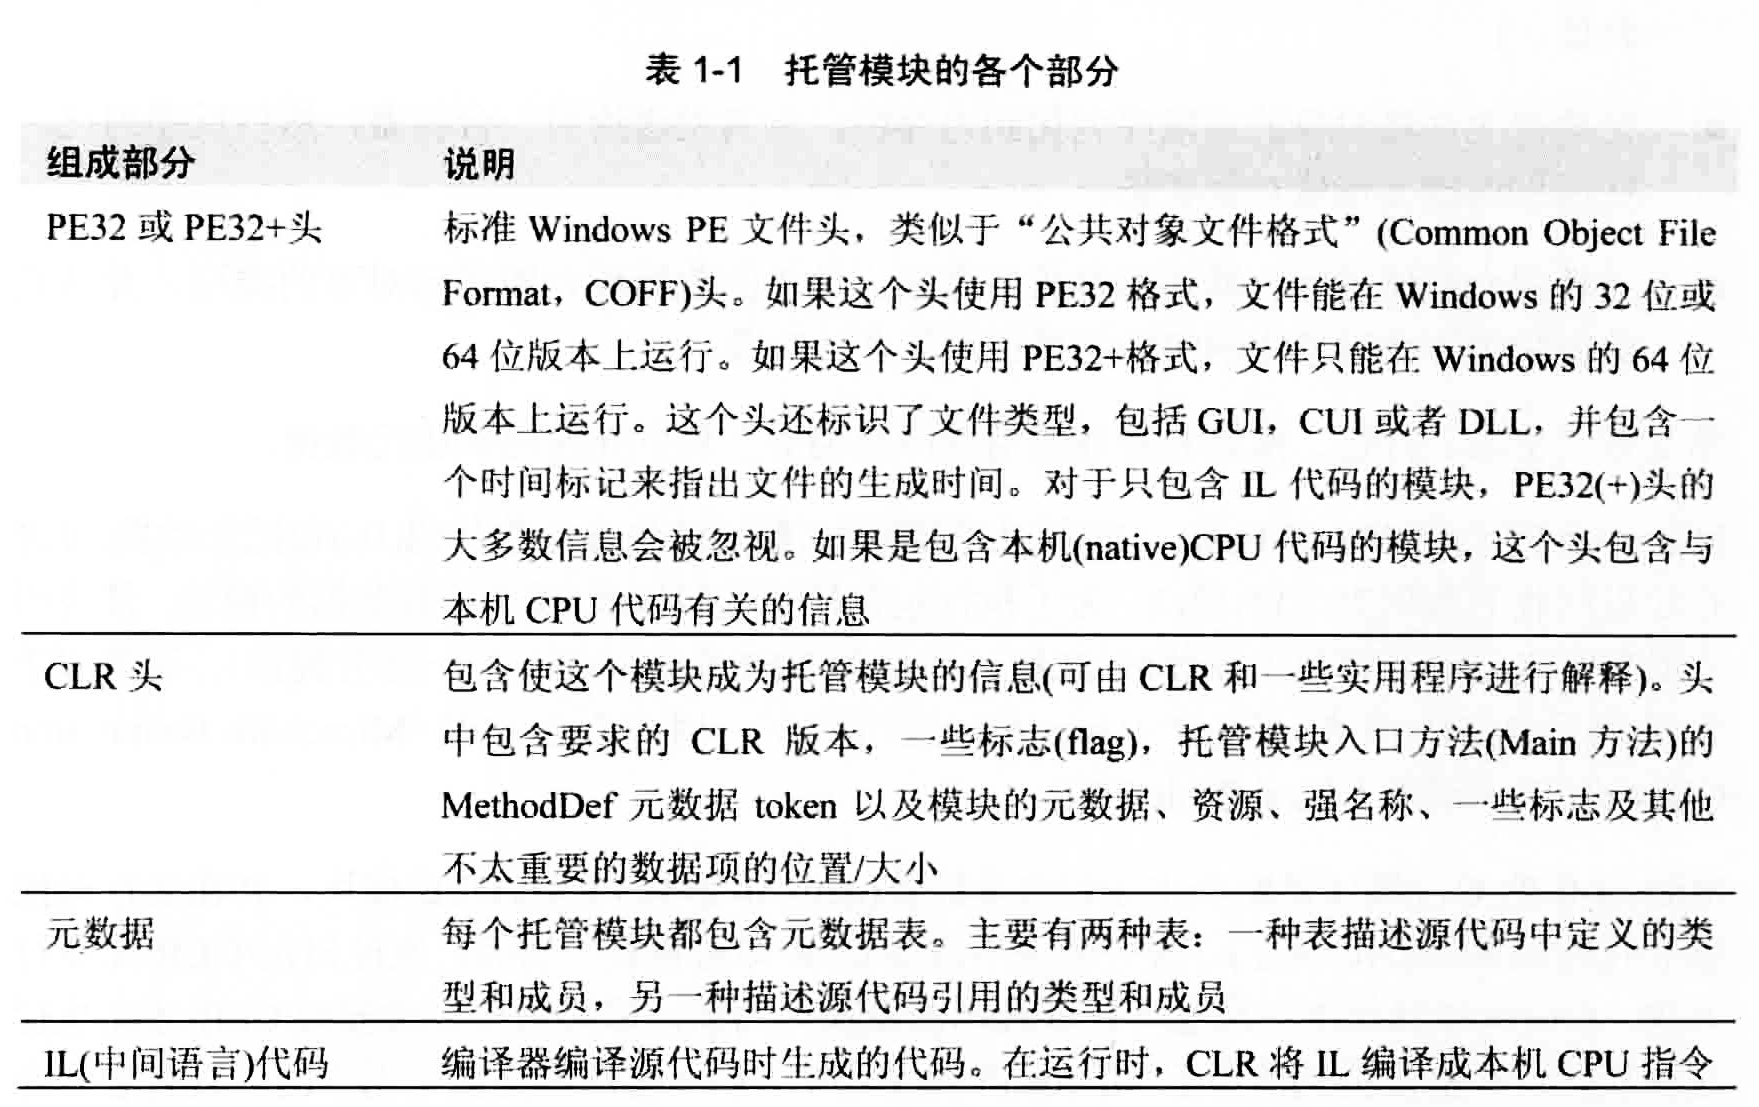 表 1-1 托管模块的各个部分
组成部分 说明
PE32 或 PE32+头 标准 Windows PE 文件头，类似于“公共对象文件格式”(Common Object File
Format，COFF)头。如果这个头使用 PE32 格式，文件能在 Windows 的 32 位或
64 位版本上运行。如果这个头使用 PE32+格式，文件只能在 Windows 的 64 位
版本上运行。这个头还标识了文件类型，包括 GUI，CUI 或者 DLL，并包含一
个时间标记来指出文件的生成时间。对于只包含 IL 代码的模块，PE32(+)头的
大多数信息会被忽视。如果是包含本机(native)CPU 代码的模块，这个头包含与
本机 CPU 代码有关的信息
CLR 头 包含使这个模块成为托管模块的信息(可由 CLR 和一些实用程序进行解释)。头
中包含要求的 CLR 版本，一些标志(flag)，托管模块入口方法(Main 方法)的
MethodDef 元数据 token 以及模块的元数据、资源、强名称、一些标志及其他
不太重要的数据项的位置/大小
元数据 每个托管模块都包含元数据表。主要有两种表：一种表描述源代码中定义的类
型和成员，另一种描述源代码引用的类型和成员
IL(中间语言)代码 编译器编译源代码时生成的代码。在运行时，CLR 将 IL 编译成本机 CPU 指令